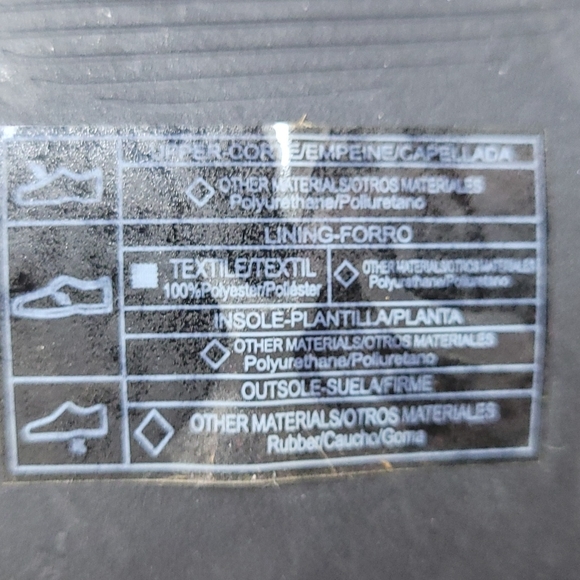 UPPER-CORTE/EMPEINE/CAPELLADA
OTHER MATERIALS/OTROS MATERIALES
Polyurethane/Poliuretano
LINING-FORRO
TEXTILE/TEXTIL
100%Polyester/Poliéster
OTHER MATERIALS/OTROS MATERIALES
Polyurethane/Poliuretano
INSOLE-PLANTILLA/PLANTA
OTHER MATERIALS/OTROS MATERIALES
Polyurethane/Poliuretano
OUTSOLE-SUELA/FIRME
OTHER MATERIALS/OTROS MATERIALES
Rubber/Caucho/Goma